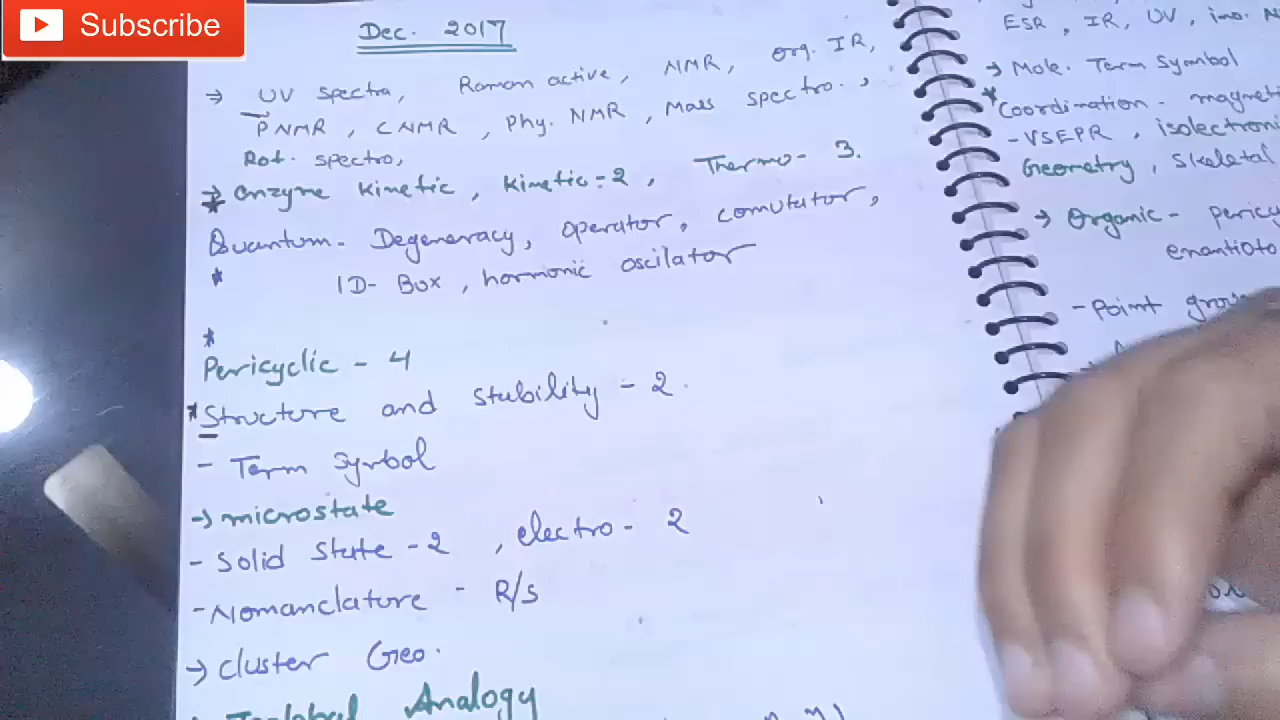 Subscribe
Dec. 2017
→ UV spectra, Raman active, NMR, Org. IR,
PNMR, CNMR, Phy. NMR, Mass spectro.,
Rot. spectro,
→ enzyme kinetic, kinetic-2, Thermo- 3.
* Quantum- Degeneracy, operator, comutator,
* 1D- Box, harmonic oscilator
*
Pericyclic - 4
* Structure and stability - 2.
- Term Symbol
→ microstate
- Solid State -2, electro- 2
- Nomanclature - R/S
→ cluster Geo.
Analogy
ESR, IR, UV,
→ Mole. Term Symbol
* Coordination - 
- VSEPR,
Geometry, Skeletal
→ Organic-
- Point